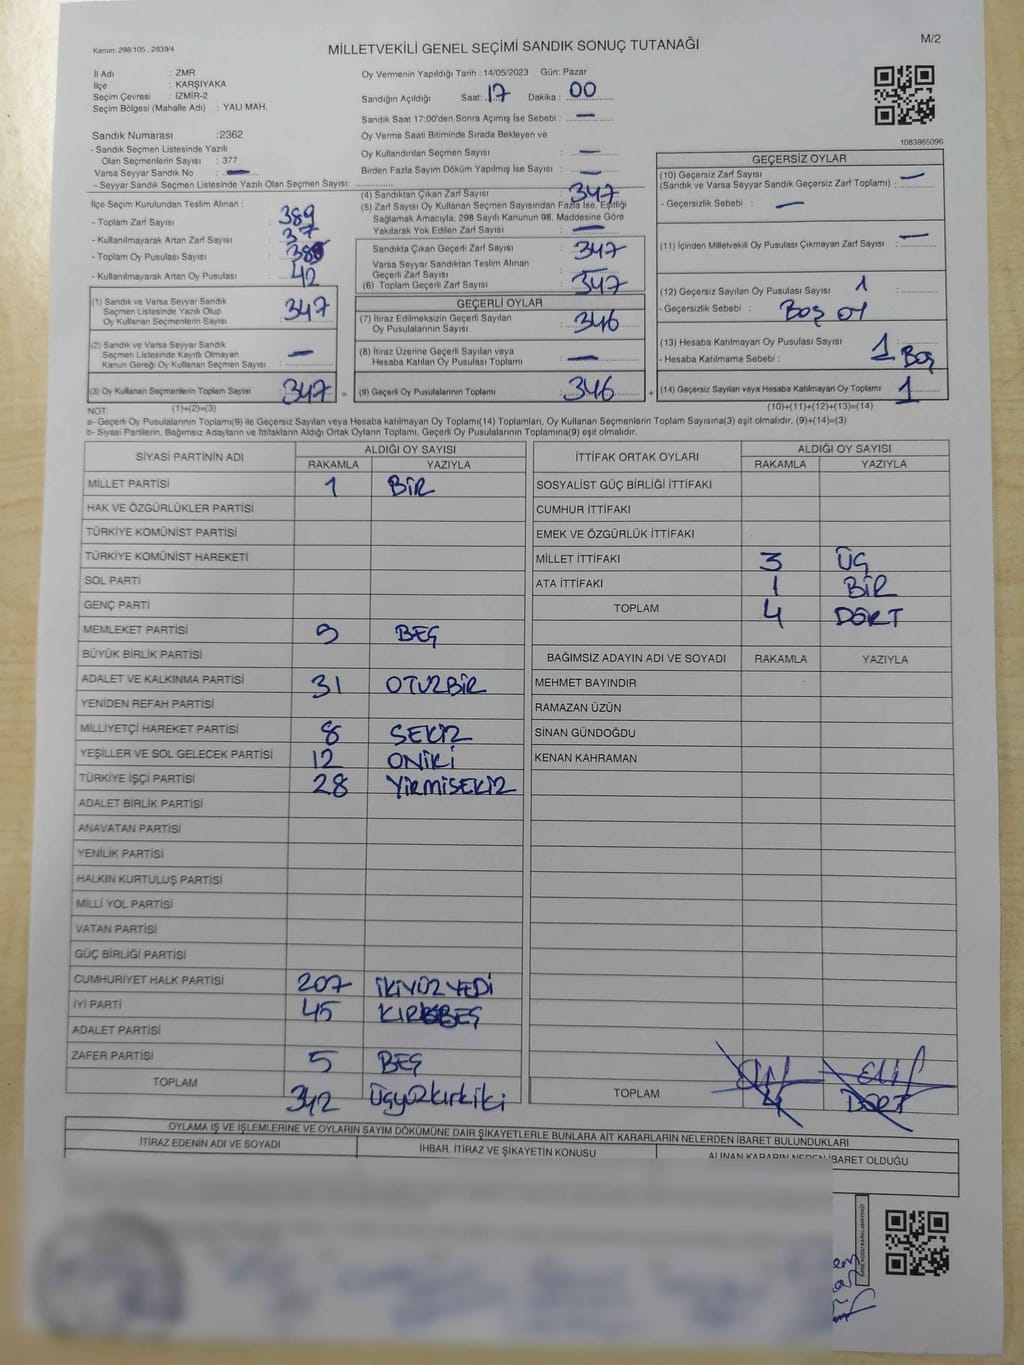 Kanun: 298/105 , 2839/4
MİLLETVEKİLİ GENEL SEÇİMİ SANDIK SONUÇ TUTANAĞI
M/2
İl Adı : ZMR
İlçe : KARŞIYAKA
Seçim Çevresi : İZMİR-2
Seçim Bölgesi (Mahalle Adı) : YALI MAH.
Sandık Numarası :2362
- Sandık Seçmen Listesinde Yazılı
Olan Seçmenlerin Sayısı : 377
Varsa Seyyar Sandık No : —
- Seyyar Sandık Seçmen Listesinde Yazılı Olan Seçmen Sayısı:
İlçe Seçim Kurulundan Teslim Alınan :
- Toplam Zarf Sayısı : 389
- Kullanılmayarak Artan Zarf Sayısı : 37
- Toplam Oy Pusulası Sayısı :
- Kullanılmayarak Artan Oy Pusulası : 42
(1) Sandık ve Varsa Seyyar Sandık
Seçmen Listesinde Yazılı Olup
Oy Kullanan Seçmenlerin Sayısı 347
(2) Sandık ve Varsa Seyyar Sandık
Seçmen Listesinde Kayıtlı Olmayan
Kanun Gereği Oy Kullanan Seçmen Sayısı : —
(3) Oy Kullanan Seçmenlerin Toplam Sayısı 347 =
(1)+(2)=(3)
Oy Vermenin Yapıldığı Tarih : 14/05/2023 Gün: Pazar
Sandığın Açıldığı Saat: 17 Dakika : 00
Sandık Saat 17:00'den Sonra Açılmış İse Sebebi : —
Oy Verme Saati Bitiminde Sırada Bekleyen ve
Oy Kullandırılan Seçmen Sayısı : —
Birden Fazla Sayım Döküm Yapılmış İse Sayısı : —
(4) Sandıktan Çıkan Zarf Sayısı : 347
(5) Zarf Sayısı Oy Kullanan Seçmen Sayısından Fazla İse, Eşitliği
Sağlamak Amacıyla; 298 Sayılı Kanunun 98. Maddesine Göre
Yakılarak Yok Edilen Zarf Sayısı : —
Sandıkta Çıkan Geçerli Zarf Sayısı : 347
Varsa Seyyar Sandıktan Teslim Alınan
Geçerli Zarf Sayısı :
(6) Toplam Geçerli Zarf Sayısı : 347
GEÇERLİ OYLAR
(7) İtiraz Edilmeksizin Geçerli Sayılan
Oy Pusulalarının Sayısı : 346
(8) İtiraz Üzerine Geçerli Sayılan veya
Hesaba Katılan Oy Pusulası Toplamı : —
(9) Geçerli Oy Pusulalarının Toplamı : 346 +
1083865096
GEÇERSİZ OYLAR
(10) Geçersiz Zarf Sayısı : —
(Sandık ve Varsa Seyyar Sandık Geçersiz Zarf Toplamı)
- Geçersizlik Sebebi : —
(11) İçinden Milletvekili Oy Pusulası Çıkmayan Zarf Sayısı : —
(12) Geçersiz Sayılan Oy Pusulası Sayısı : 1
- Geçersizlik Sebebi : BOŞ OY
(13) Hesaba Katılmayan Oy Pusulası Sayısı : 1 BOŞ
- Hesaba Katılmama Sebebi :
(14) Geçersiz Sayılan veya Hesaba Katılmayan Oy Toplamı : 1
(10)+(11)+(12)+(13)=(14)
NOT:
a- Geçerli Oy Pusulalarının Toplamı(9) ile Geçersiz Sayılan veya Hesaba katılmayan Oy Toplamı(14) Toplamları, Oy Kullanan Seçmenlerin Toplam Sayısına(3) eşit olmalıdır. (9)+(14)=(3)
b- Siyasi Partilerin, Bağımsız Adayların ve İttifakların Aldığı Ortak Oyların Toplamı, Geçerli Oy Pusulalarının Toplamına(9) eşit olmalıdır.
SİYASİ PARTİNİN ADI ALDIĞI OY SAYISI
RAKAMLA YAZIYLA
MİLLET PARTİSİ 1 BİR
HAK VE ÖZGÜRLÜKLER PARTİSİ
TÜRKİYE KOMÜNİST PARTİSİ
TÜRKİYE KOMÜNİST HAREKETİ
SOL PARTİ
GENÇ PARTİ
MEMLEKET PARTİSİ BEŞ
BÜYÜK BİRLİK PARTİSİ
ADALET VE KALKINMA PARTİSİ 31 OTUZBİR
YENİDEN REFAH PARTİSİ
MİLLİYETÇİ HAREKET PARTİSİ 8 SEKİZ
YEŞİLLER VE SOL GELECEK PARTİSİ 12 ONİKİ
TÜRKİYE İŞÇİ PARTİSİ 28 YİRMİSEKİZ
ADALET BİRLİK PARTİSİ
ANAVATAN PARTİSİ
YENİLİK PARTİSİ
HALKIN KURTULUŞ PARTİSİ
MİLLİ YOL PARTİSİ
VATAN PARTİSİ
GÜÇ BİRLİĞİ PARTİSİ
CUMHURİYET HALK PARTİSİ 207 İKİYÜZYEDİ
İYİ PARTİ 45 KIRKBEŞ
ADALET PARTİSİ
ZAFER PARTİSİ 5 BEŞ
TOPLAM 342 Üçyüzkırkiki
İTTİFAK ORTAK OYLARI ALDIĞI OY SAYISI
RAKAMLA YAZIYLA
SOSYALİST GÜÇ BİRLİĞİ İTTİFAKI
CUMHUR İTTİFAKI
EMEK VE ÖZGÜRLÜK İTTİFAKI
MİLLET İTTİFAKI 3 ÜÇ
ATA İTTİFAKI 1 BİR
TOPLAM 4 DÖRT
BAĞIMSIZ ADAYIN ADI VE SOYADI RAKAMLA YAZIYLA
MEHMET BAYINDIR
RAMAZAN ÜZÜN
SİNAN GÜNDOĞDU
KENAN KAHRAMAN
TOPLAM 4 DÖRT
OYLAMA İŞ VE İŞLEMLERİNE VE OYLARIN SAYIM DÖKÜMÜNE DAİR ŞİKAYETLERLE BUNLARA AİT KARARLARIN NELERDEN İBARET BULUNDUKLARI
İTİRAZ EDENİN ADI VE SOYADI İHBAR, İTİRAZ VE ŞİKAYETİN KONUSU ALINAN KARARIN NEDEN İBARET OLDUĞU